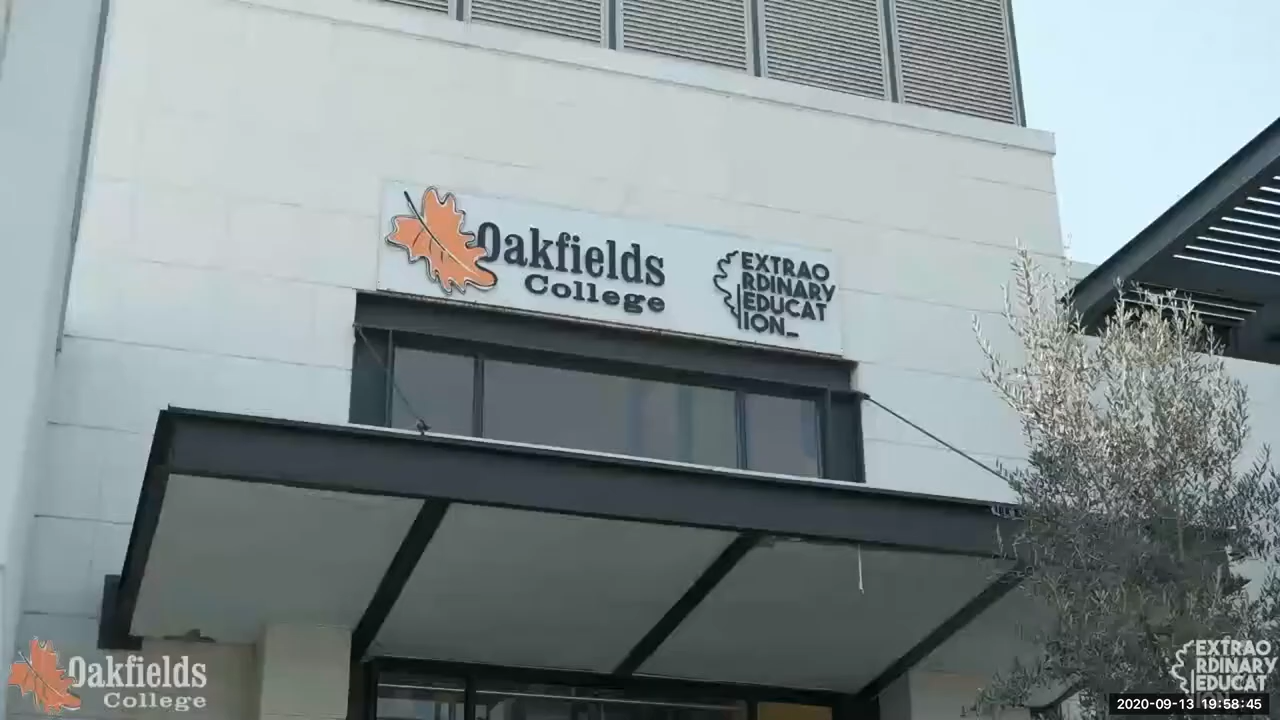 Oakfields
College
EXTRAO
RDINARY
EDUCAT
ION_
Oakfields
College
EXTRAO
RDINARY
EDUCAT
2020-09-13 19:58:45